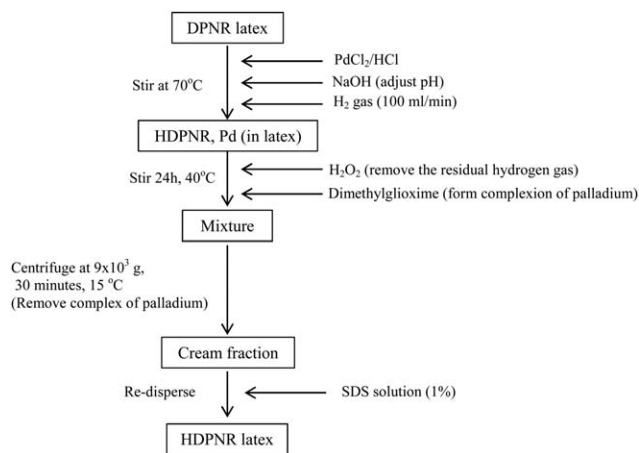 DPNR latex
PdCl₂/HCl
Stir at 70°C
NaOH (adjust pH)
H₂ gas (100 ml/min)
HDPNR, Pd (in latex)
Stir 24h, 40°C
H₂O₂ (remove the residual hydrogen gas)
Dimethylglioxime (form complexion of palladium)
Mixture
Centrifuge at 9x10³ g,
30 minutes, 15 °C
(Remove complex of palladium)
Cream fraction
Re-disperse
SDS solution (1%)
HDPNR latex